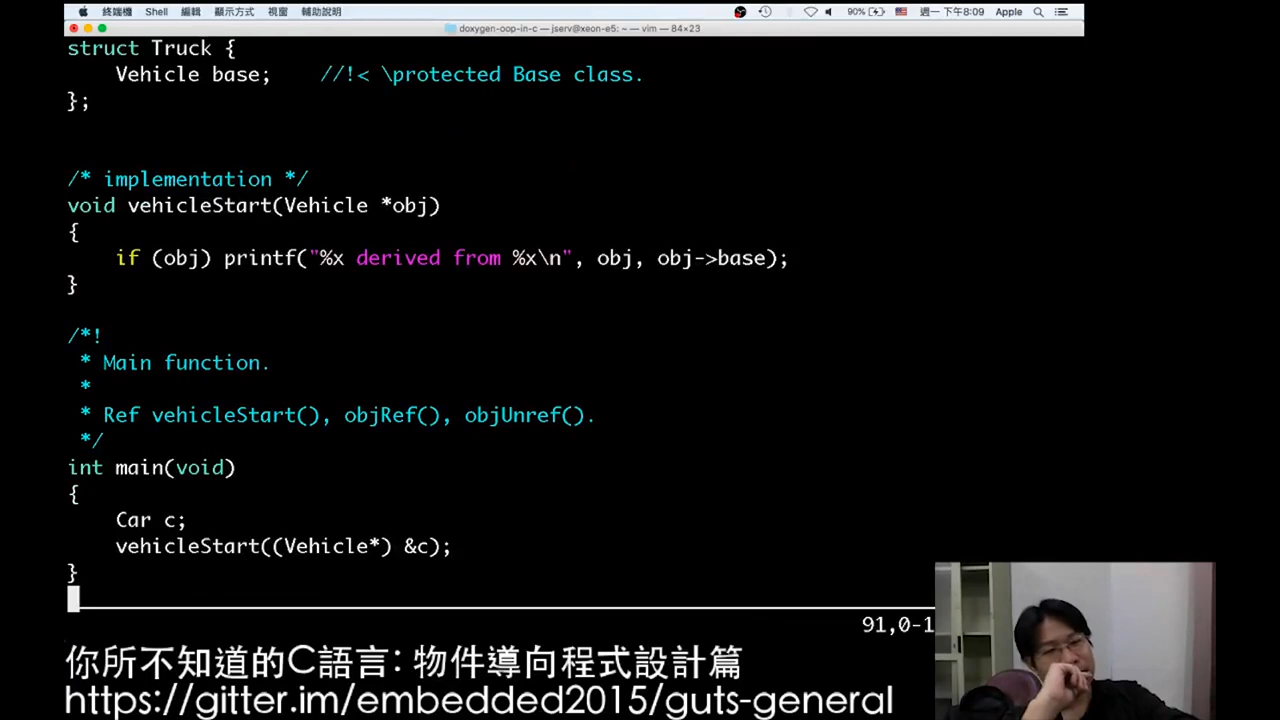 終端機 Shell 編輯 顯示方式 視窗 輔助說明 90% 週一 下午8:09 Apple
doxygen-oop-in-c — jserv@xeon-e5: ~ — vim — 84×23
struct Truck {
    Vehicle base;    //!< \protected Base class.
};
/* implementation */
void vehicleStart(Vehicle *obj)
{
    if (obj) printf("%x derived from %x\n", obj, obj->base);
}
/*!
 * Main function.
 *
 * Ref vehicleStart(), objRef(), objUnref().
 */
int main(void)
{
    Car c;
    vehicleStart((Vehicle*) &c);
}
91,0-1
你所不知道的C語言: 物件導向程式設計篇
https://gitter.im/embedded2015/guts-general